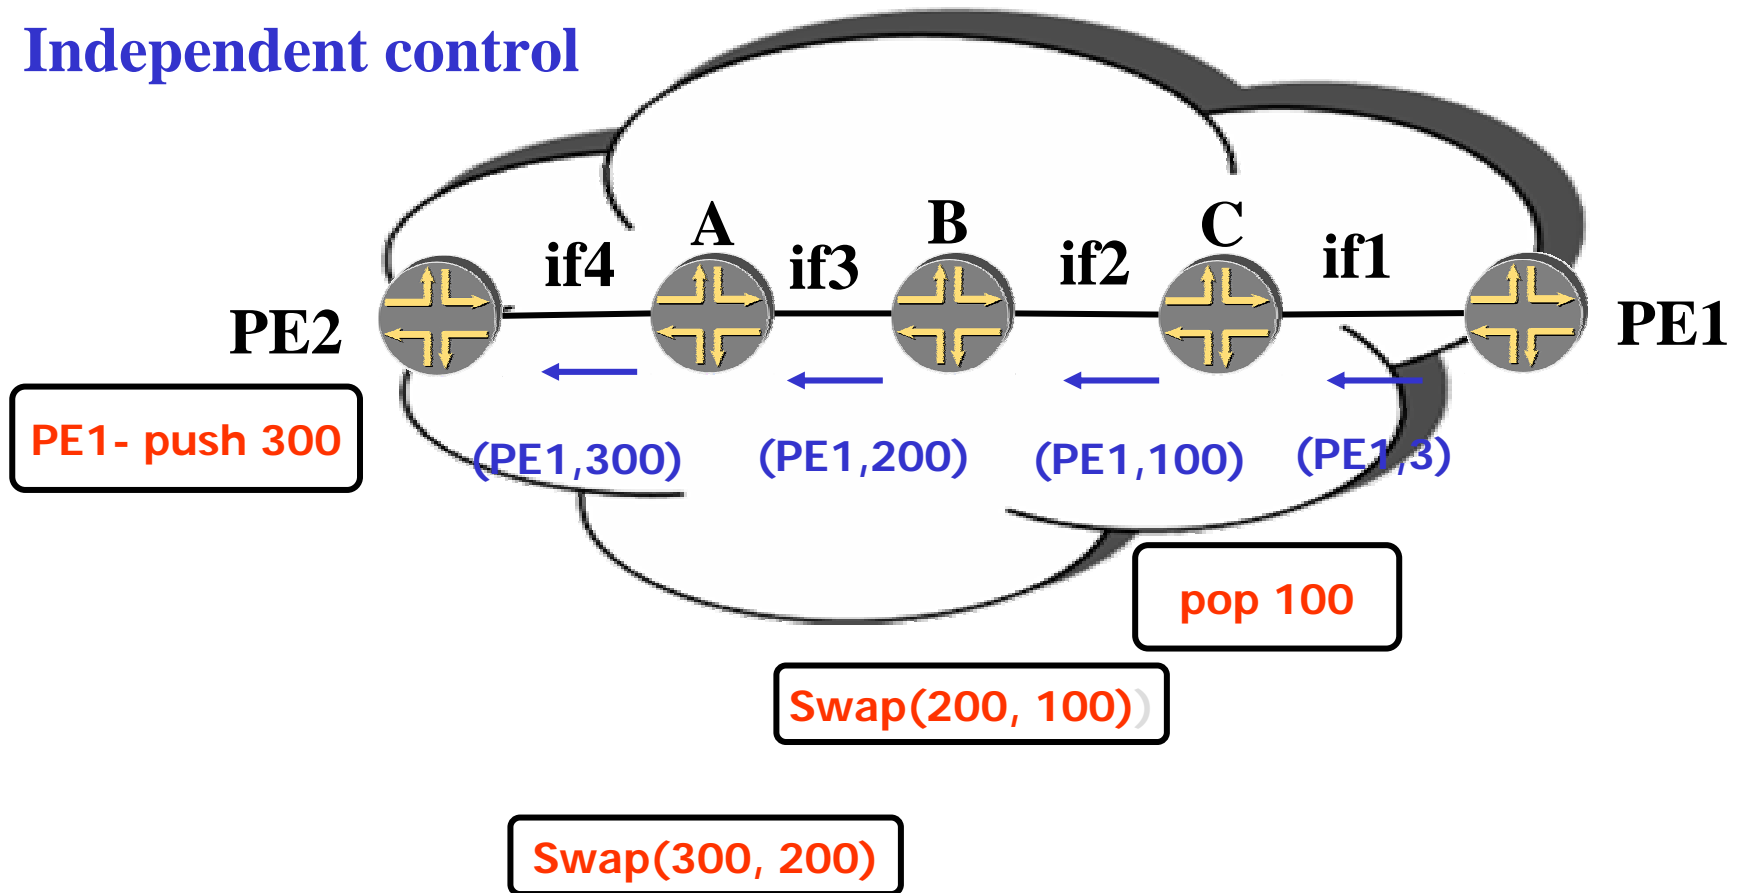 Independent control
A
B
C
if4
if3
if2
if1
PE2
PE1
PE1- push 300
(PE1,300)
(PE1,200)
(PE1,100)
(PE1,3)
pop 100
Swap(200, 100))
Swap(300, 200)